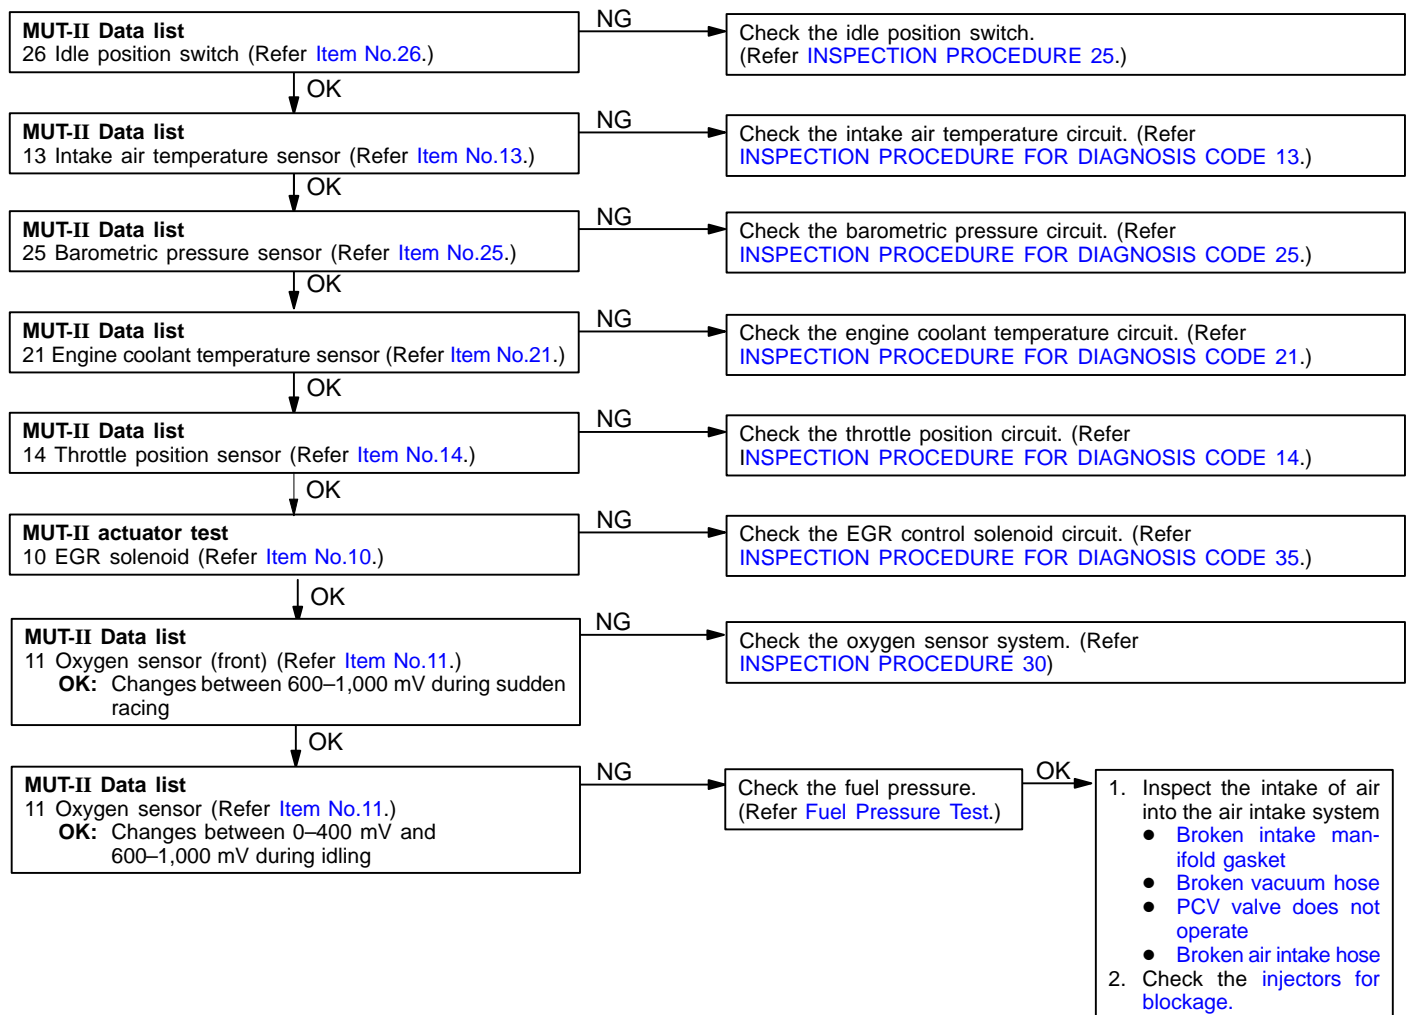 MUT-II Data list
26 Idle position switch (Refer Item No.26.)
NG
Check the idle position switch.
(Refer INSPECTION PROCEDURE 25.)
OK
MUT-II Data list
13 Intake air temperature sensor (Refer Item No.13.)
NG
Check the intake air temperature circuit. (Refer
INSPECTION PROCEDURE FOR DIAGNOSIS CODE 13.)
OK
MUT-II Data list
25 Barometric pressure sensor (Refer Item No.25.)
NG
Check the barometric pressure circuit. (Refer
INSPECTION PROCEDURE FOR DIAGNOSIS CODE 25.)
OK
MUT-II Data list
21 Engine coolant temperature sensor (Refer Item No.21.)
NG
Check the engine coolant temperature circuit. (Refer
INSPECTION PROCEDURE FOR DIAGNOSIS CODE 21.)
OK
MUT-II Data list
14 Throttle position sensor (Refer Item No.14.)
NG
Check the throttle position circuit. (Refer
INSPECTION PROCEDURE FOR DIAGNOSIS CODE 14.)
OK
MUT-II actuator test
10 EGR solenoid (Refer Item No.10.)
NG
Check the EGR control solenoid circuit. (Refer
INSPECTION PROCEDURE FOR DIAGNOSIS CODE 35.)
OK
MUT-II Data list
11 Oxygen sensor (front) (Refer Item No.11.)
OK: Changes between 600–1,000 mV during sudden
racing
NG
Check the oxygen sensor system. (Refer
INSPECTION PROCEDURE 30)
OK
MUT-II Data list
11 Oxygen sensor (Refer Item No.11.)
OK: Changes between 0–400 mV and
600–1,000 mV during idling
NG
Check the fuel pressure.
(Refer Fuel Pressure Test.)
OK
1. Inspect the intake of air
into the air intake system
● Broken intake man-
ifold gasket
● Broken vacuum hose
● PCV valve does not
operate
● Broken air intake hose
2. Check the injectors for
blockage.